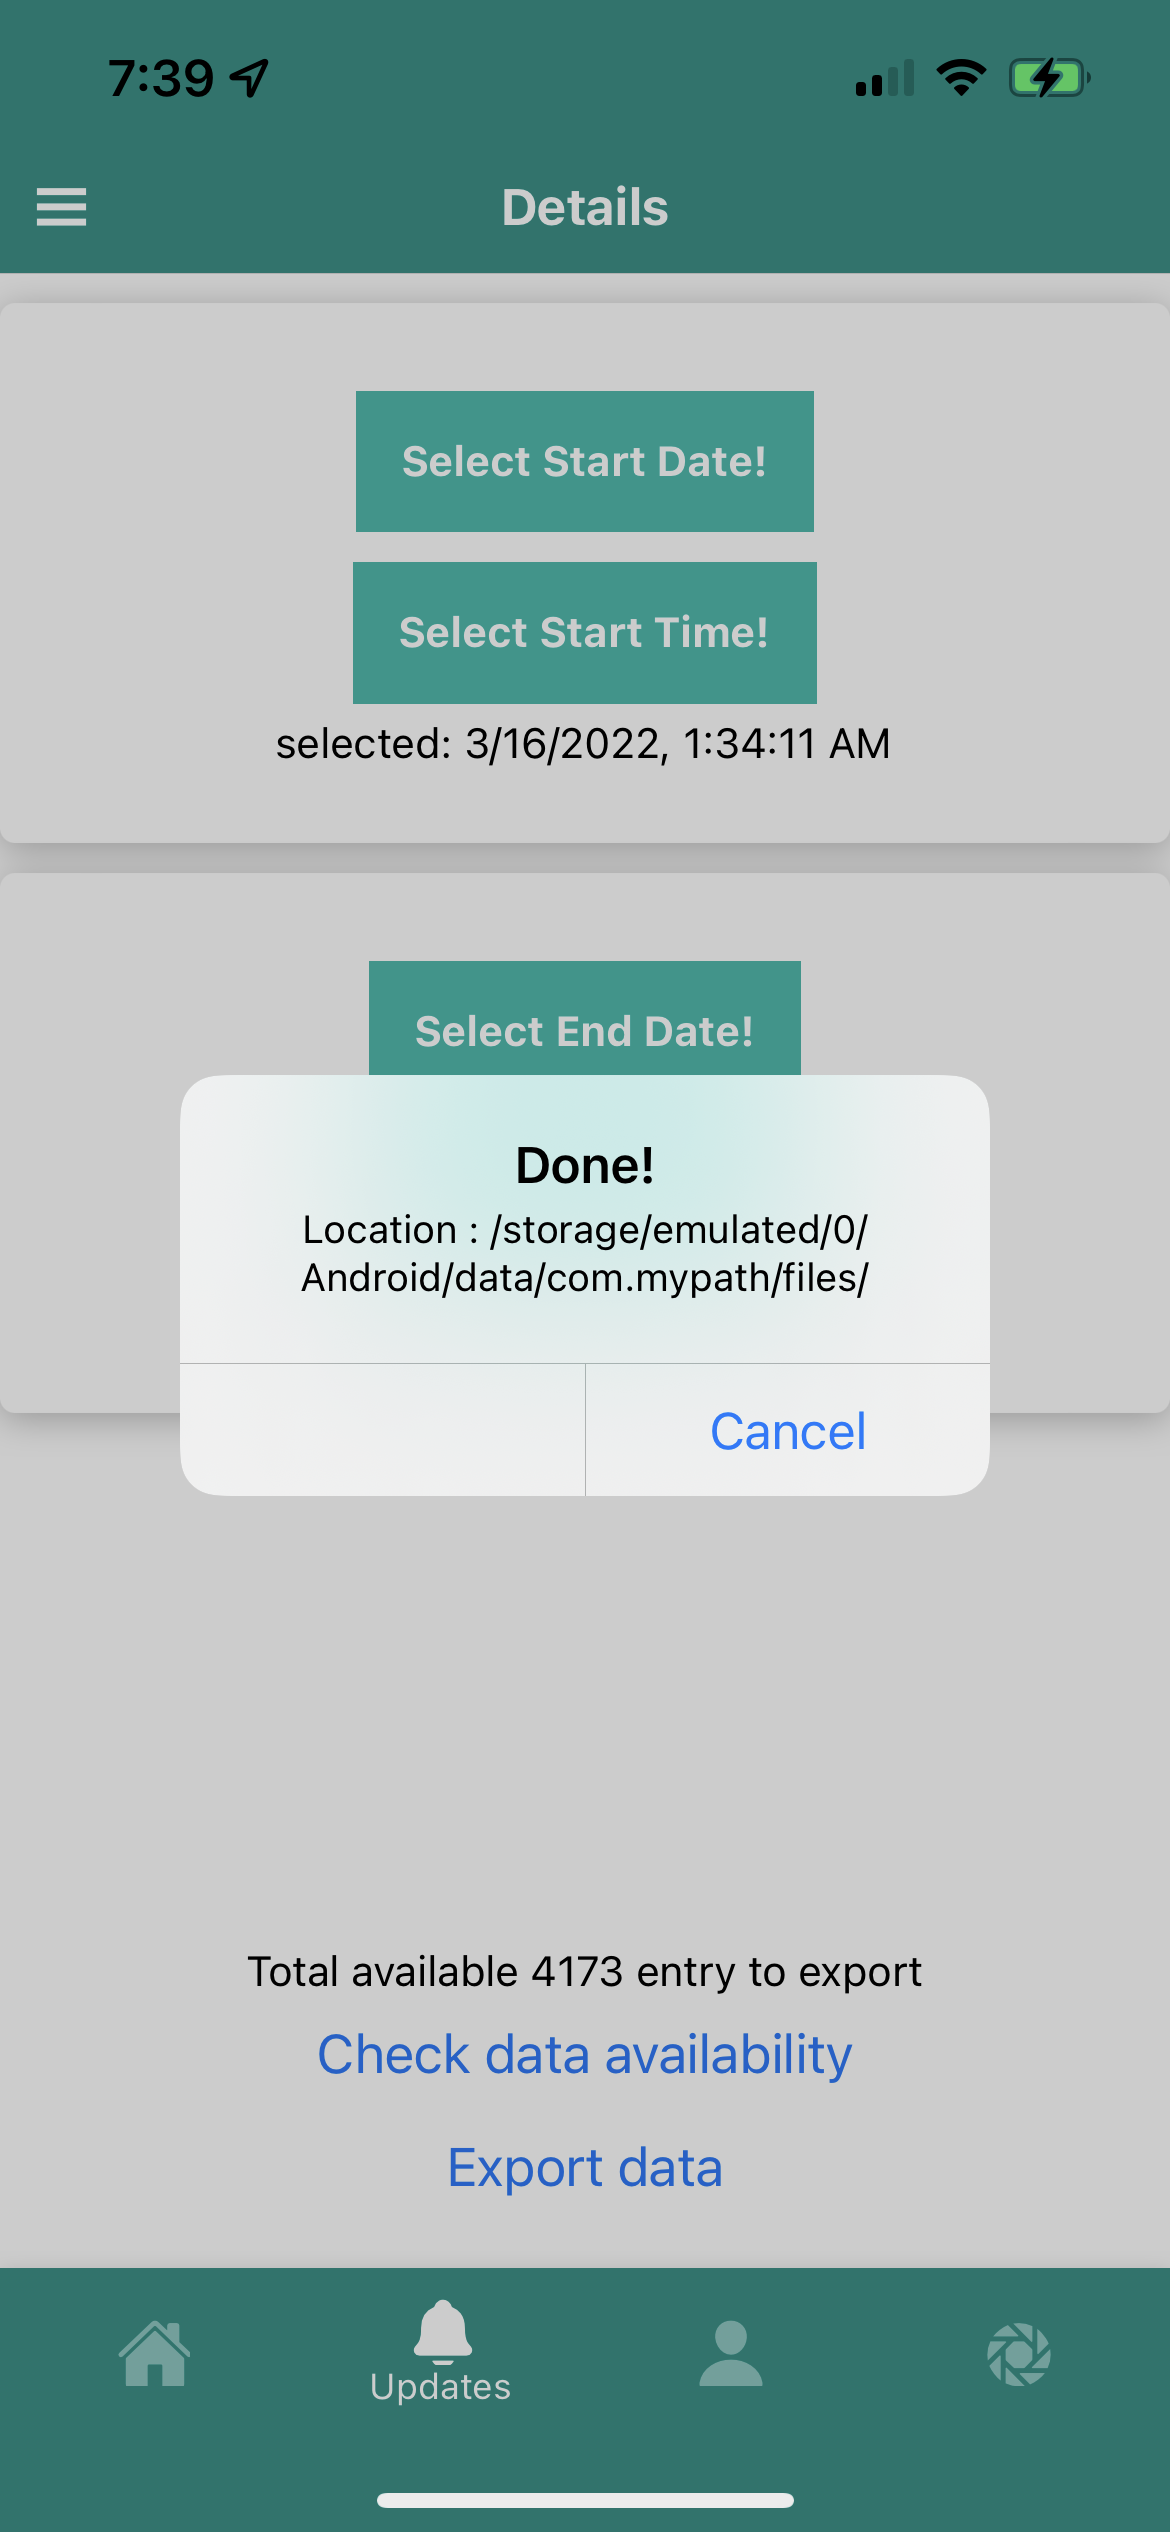 7:39
Details
Select Start Date!
Select Start Time!
selected: 3/16/2022, 1:34:11 AM
Select End Date!
Done!
Location : /storage/emulated/0/
Android/data/com.mypath/files/
Cancel
Total available 4173 entry to export
Check data availability
Export data
Updates